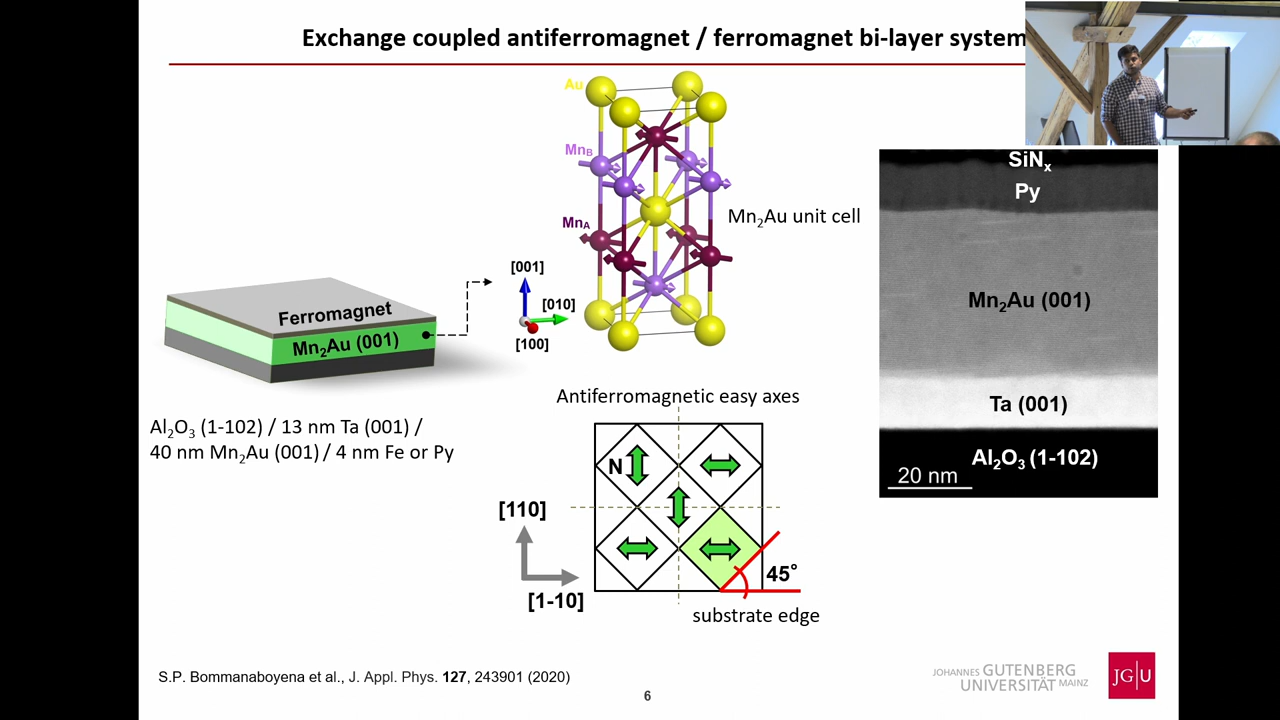 Exchange coupled antiferromagnet / ferromagnet bi-layer system
Au
MnB
MnA
Mn₂Au unit cell
[001]
[010]
[100]
Ferromagnet
Mn₂Au (001)
Al₂O₃ (1-102) / 13 nm Ta (001) /
40 nm Mn₂Au (001) / 4 nm Fe or Py
SiNₓ
Py
Mn₂Au (001)
Ta (001)
Al₂O₃ (1-102)
20 nm
Antiferromagnetic easy axes
N
[110]
[1-10]
45°
substrate edge
S.P. Bommanaboyena et al., J. Appl. Phys. 127, 243901 (2020)
6
JOHANNES GUTENBERG
UNIVERSITÄT MAINZ
JG|U